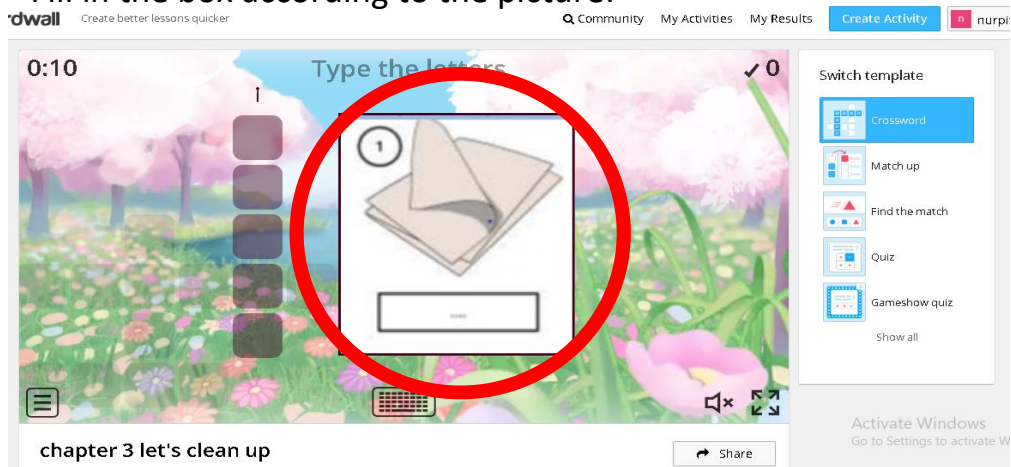 Fill in the box according to the picture.
rdwall Create better lessons quicker Community My Activities My Results Create Activity n nurpi
0:10 Type the letters ✓ 0
1
1
Switch template
Crossword
Match up
Find the match
Quiz
Gameshow quiz
Show all
chapter 3 let's clean up
Share
Activate Windows
Go to Settings to activate W